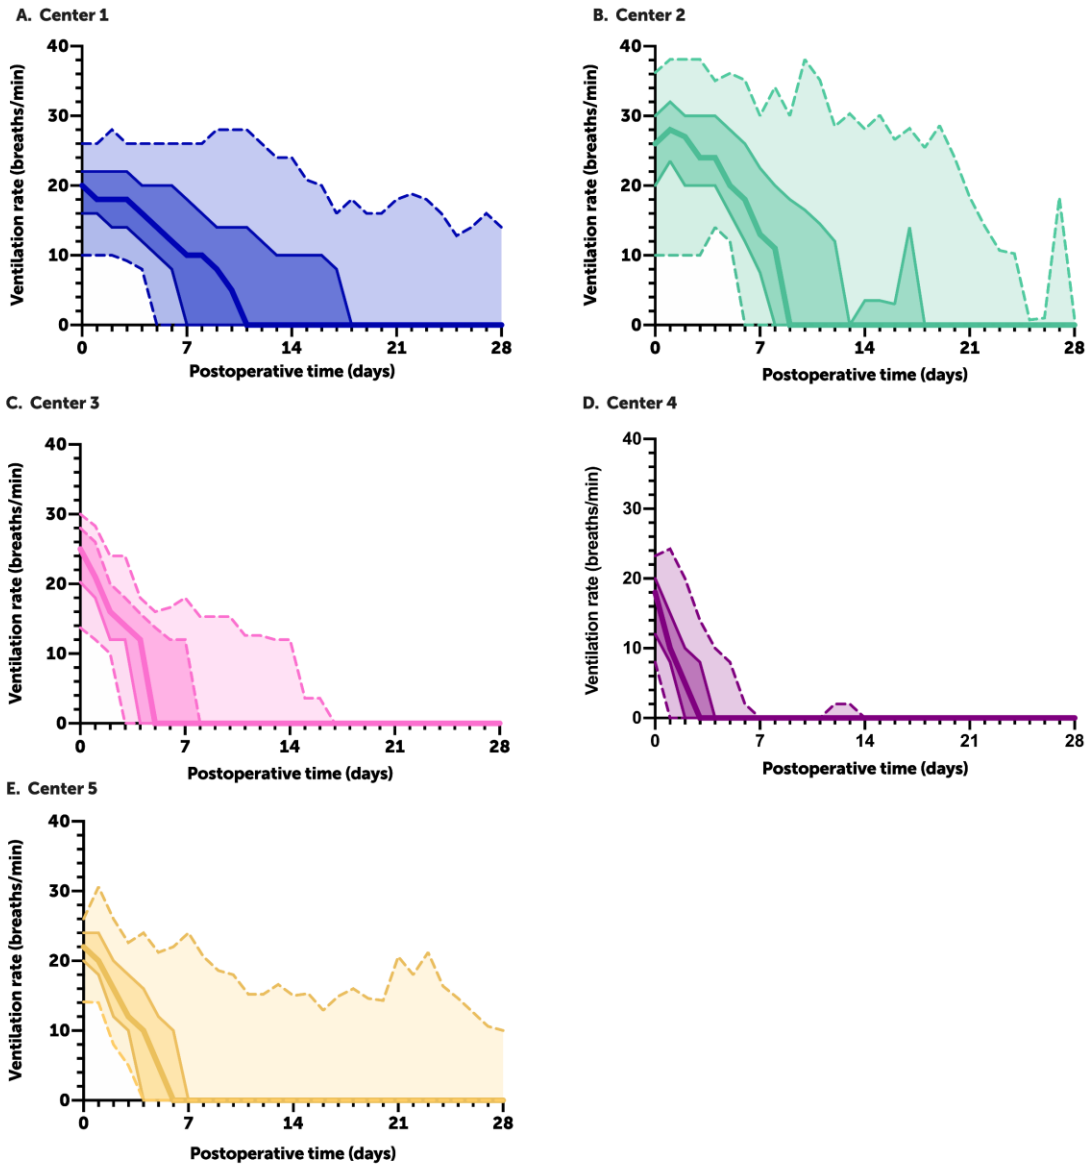 A. Center 1
Ventilation rate (breaths/min)
40
30
20
10
0
0 7 14 21 28
Postoperative time (days)
B. Center 2
Ventilation rate (breaths/min)
40
30
20
10
0
0 7 14 21 28
Postoperative time (days)
C. Center 3
Ventilation rate (breaths/min)
40
30
20
10
0
0 7 14 21 28
Postoperative time (days)
D. Center 4
Ventilation rate (breaths/min)
40
30
20
10
0
0 7 14 21 28
Postoperative time (days)
E. Center 5
Ventilation rate (breaths/min)
40
30
20
10
0
0 7 14 21 28
Postoperative time (days)